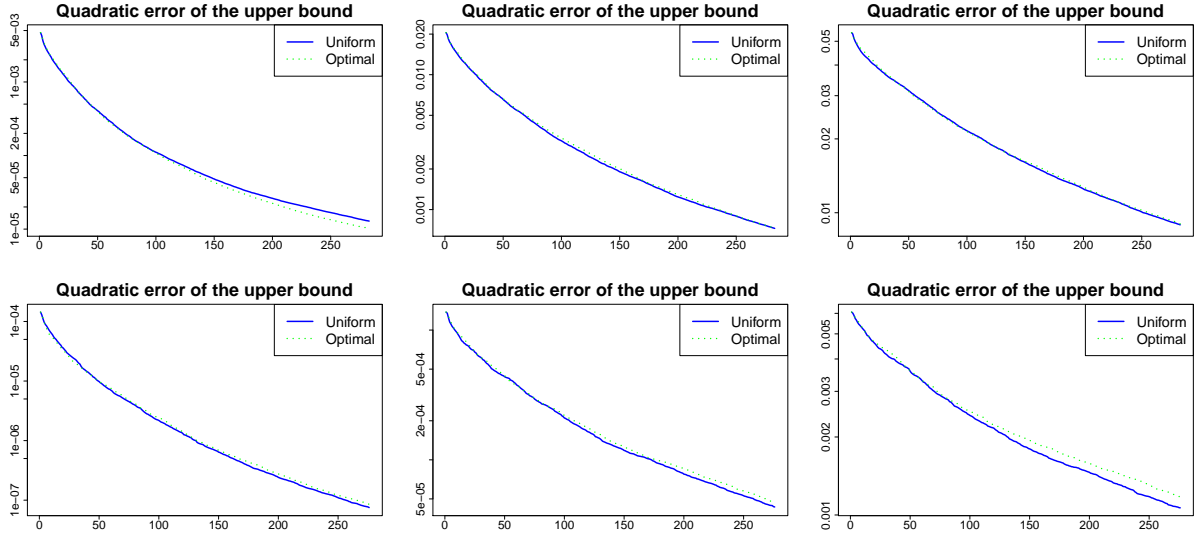 Quadratic error of the upper bound
5e-03
1e-03
2e-04
5e-05
1e-05
0 50 100 150 200 250
Uniform
Optimal
Quadratic error of the upper bound
0.020
0.010
0.005
0.002
0.001
0 50 100 150 200 250
Uniform
Optimal
Quadratic error of the upper bound
0.05
0.03
0.02
0.01
0 50 100 150 200 250
Uniform
Optimal
Quadratic error of the upper bound
1e-04
1e-05
1e-06
1e-07
0 50 100 150 200 250
Uniform
Optimal
Quadratic error of the upper bound
5e-04
2e-04
5e-05
0 50 100 150 200 250
Uniform
Optimal
Quadratic error of the upper bound
0.005
0.003
0.002
0.001
0 50 100 150 200 250
Uniform
Optimal